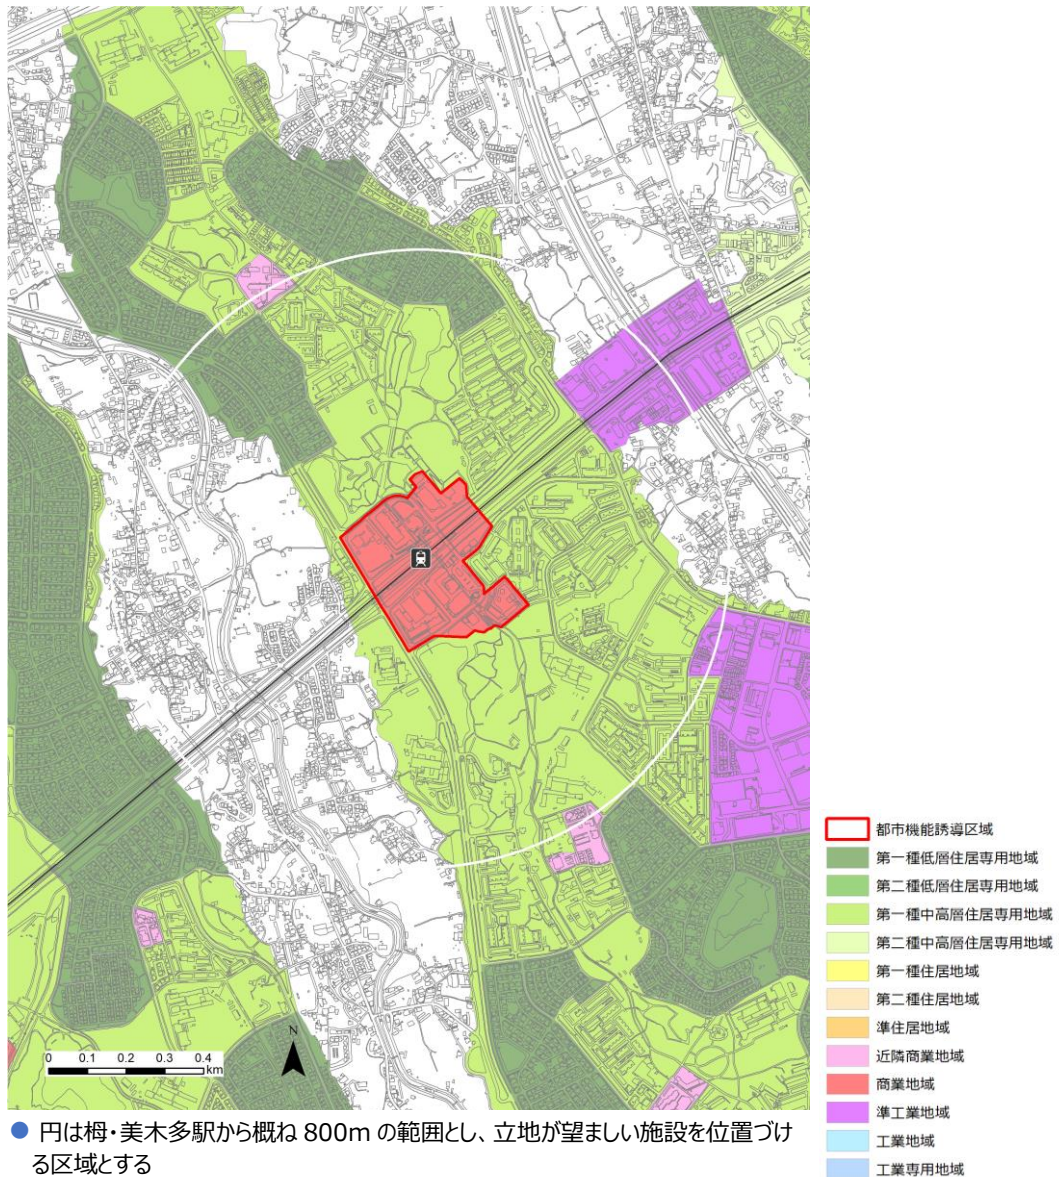 N
0 0.1 0.2 0.3 0.4
km
都市機能誘導区域
第一種低層住居専用地域
第二種低層住居専用地域
第一種中高層住居専用地域
第二種中高層住居専用地域
第一種住居地域
第二種住居地域
準住居地域
近隣商業地域
商業地域
準工業地域
工業地域
工業専用地域
● 円は栂・美木多駅から概ね 800m の範囲とし、立地が望ましい施設を位置づけ
る区域とする